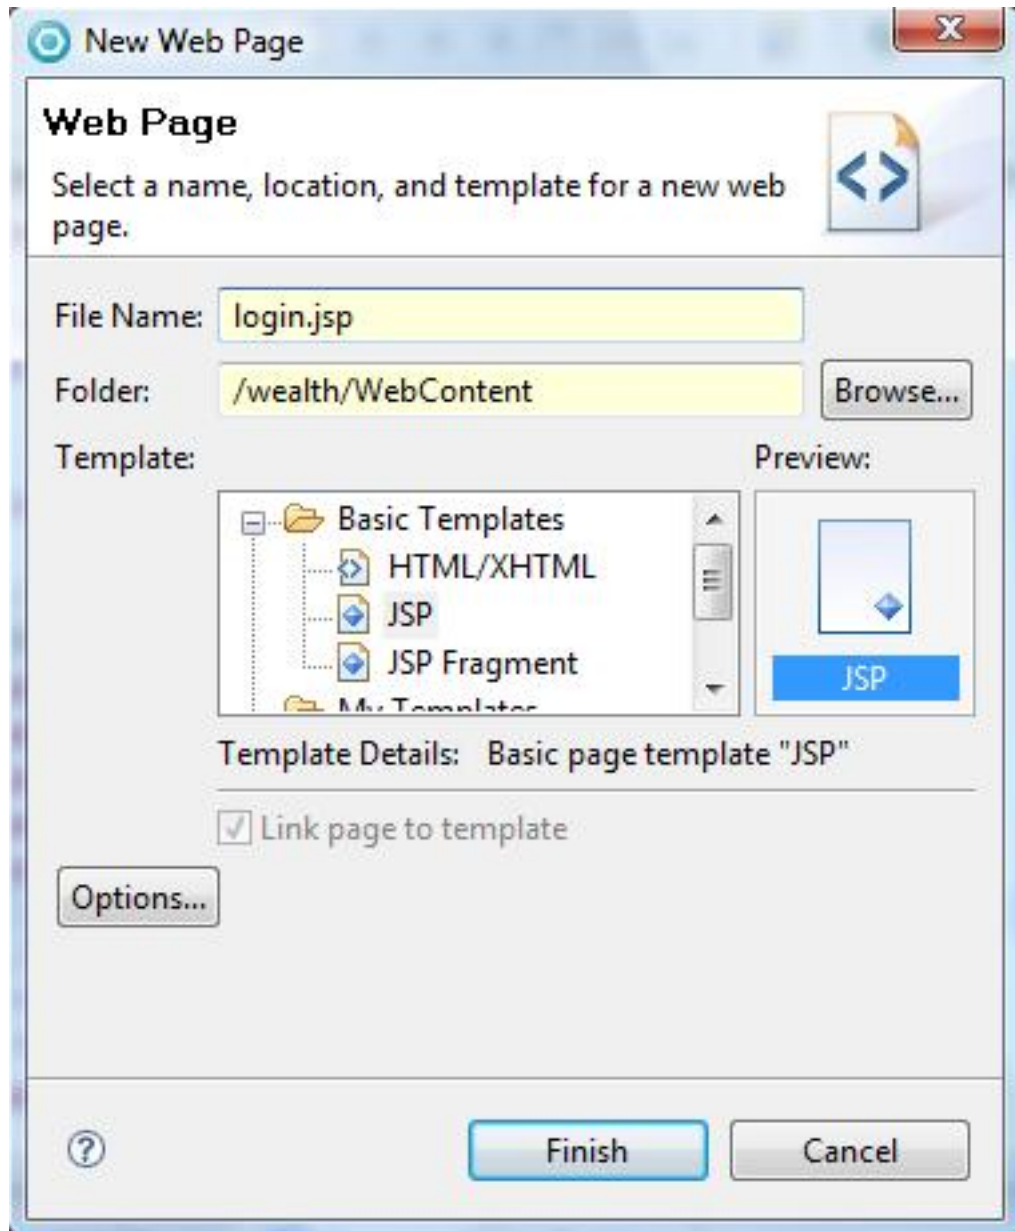 New Web Page
X
Web Page
Select a name, location, and template for a new web
page.
File Name: login.jsp
Folder: /wealth/WebContent Browse...
Template: Preview:
Basic Templates
HTML/XHTML
JSP
JSP Fragment
My Templates
JSP
Template Details: Basic page template "JSP"
Link page to template
Options...
? Finish Cancel